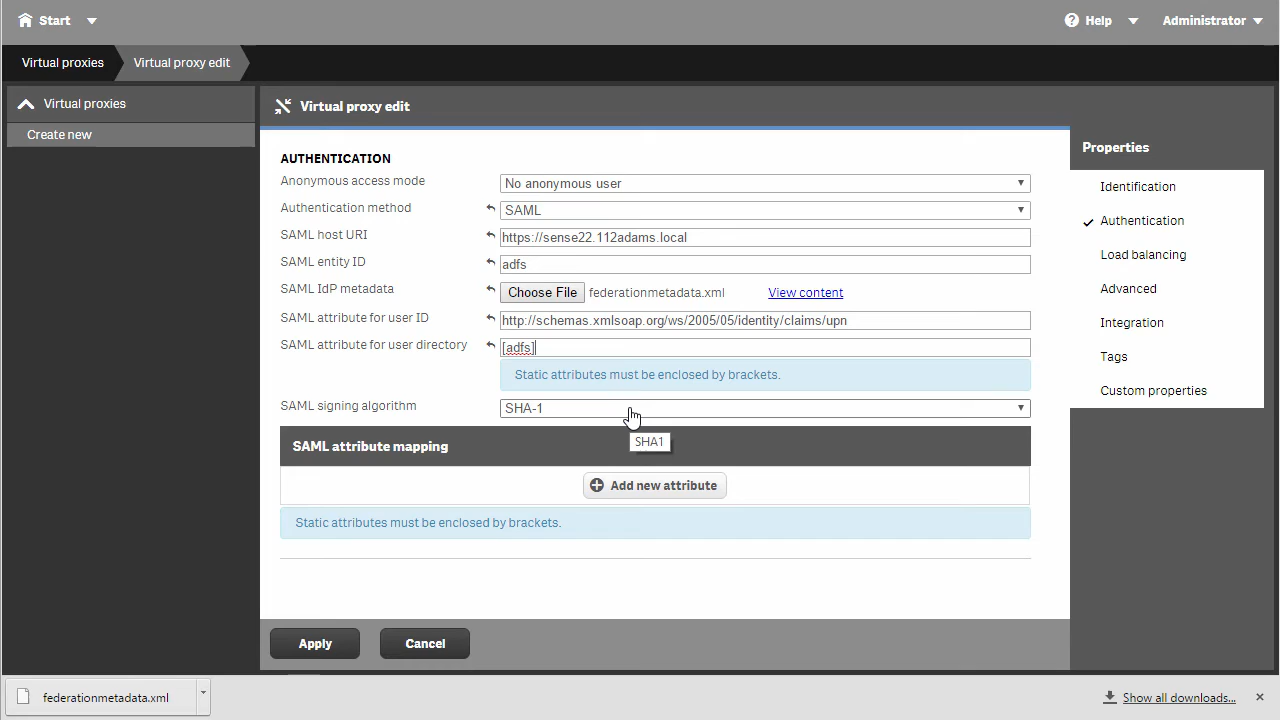 Start
Help
Administrator
Virtual proxies
Virtual proxy edit
Virtual proxies
Create new
Virtual proxy edit
AUTHENTICATION
Anonymous access mode
No anonymous user
Authentication method
SAML
SAML host URI
https://sense22.112adams.local
SAML entity ID
adfs
SAML IdP metadata
Choose File federationmetadata.xml
View content
SAML attribute for user ID
http://schemas.xmlsoap.org/ws/2005/05/identity/claims/upn
SAML attribute for user directory
[adfs]
Static attributes must be enclosed by brackets.
SAML signing algorithm
SHA-1
SHA1
SAML attribute mapping
Add new attribute
Static attributes must be enclosed by brackets.
Apply
Cancel
Properties
Identification
Authentication
Load balancing
Advanced
Integration
Tags
Custom properties
federationmetadata.xml
Show all downloads...